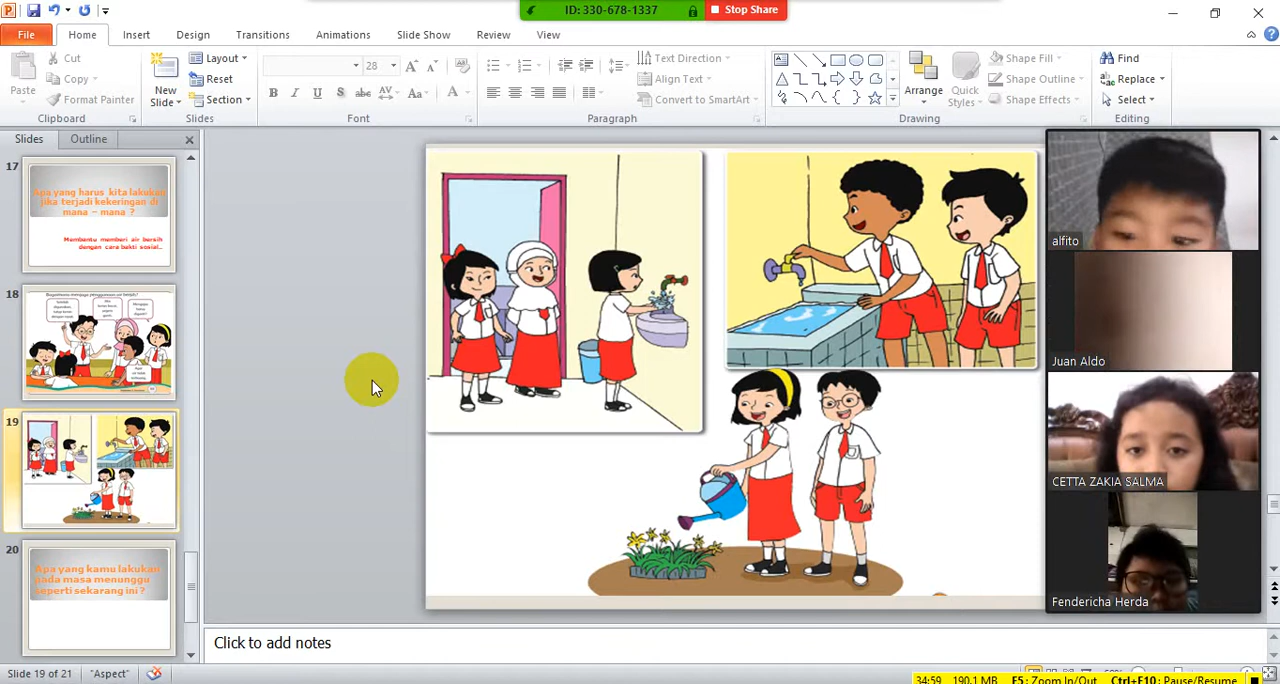 ID: 330-678-1337
Stop Share
File
Home
Insert
Design
Transitions
Animations
Slide Show
Review
View
Paste
Cut
Copy
Format Painter
Clipboard
New
Slide
Layout
Reset
Section
Slides
28
Font
Text Direction
Align Text
Convert to SmartArt
Paragraph
Arrange
Quick
Styles
Shape Fill
Shape Outline
Shape Effects
Drawing
Find
Replace
Select
Editing
Slides
Outline
17
Apa yang harus kita lakukan
jika terjadi kekeringan di
mana – mana ?
Membantu memberi air bersih
dengan cara bakti sosial..
18
19
20
Apa yang kamu lakukan
pada masa menunggu
seperti sekarang ini ?
alfito
Juan Aldo
CETTA ZAKIA SALMA
Fendericha Herda
Click to add notes
Slide 19 of 21
"Aspect"
34:59
190.1 MB
F5: Zoom In/Out
Ctrl+F10: Pause/Resume